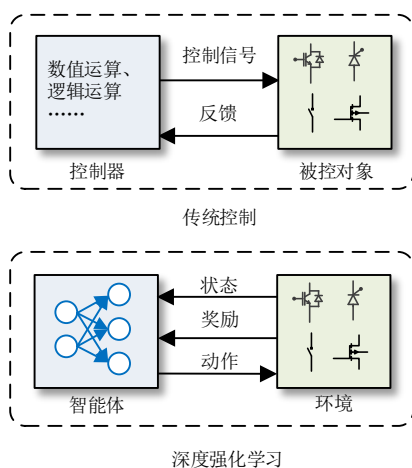 数值运算、
逻辑运算
……
控制信号
反馈
控制器
被控对象
传统控制
状态
奖励
动作
智能体
环境
深度强化学习